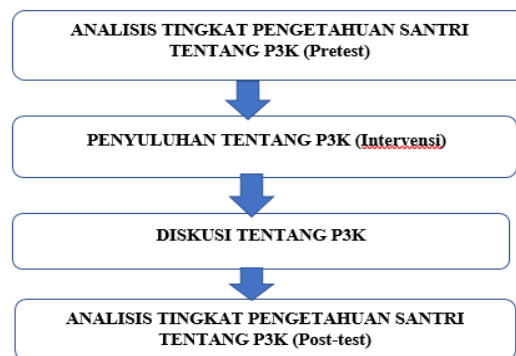 ANALISIS TINGKAT PENGETAHUAN SANTRI
TENTANG P3K (Pretest)
PENYULUHAN TENTANG P3K (Intervensi)
DISKUSI TENTANG P3K
ANALISIS TINGKAT PENGETAHUAN SANTRI
TENTANG P3K (Post-test)